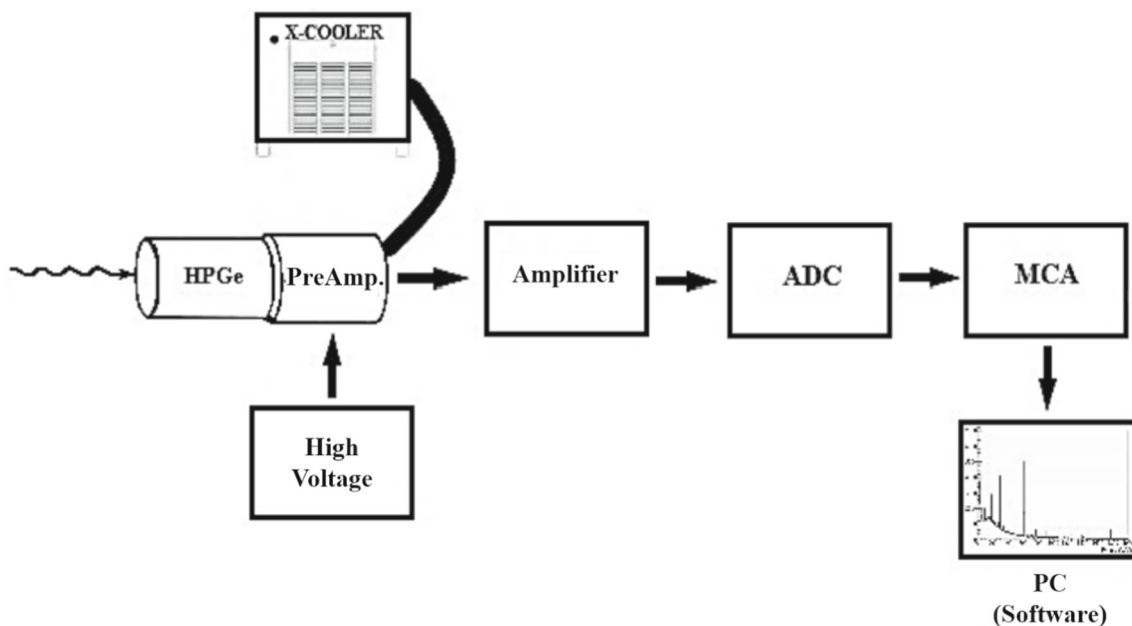 X-COOLER
HPGe
PreAmp.
Amplifier
ADC
MCA
High
Voltage
PC
(Software)